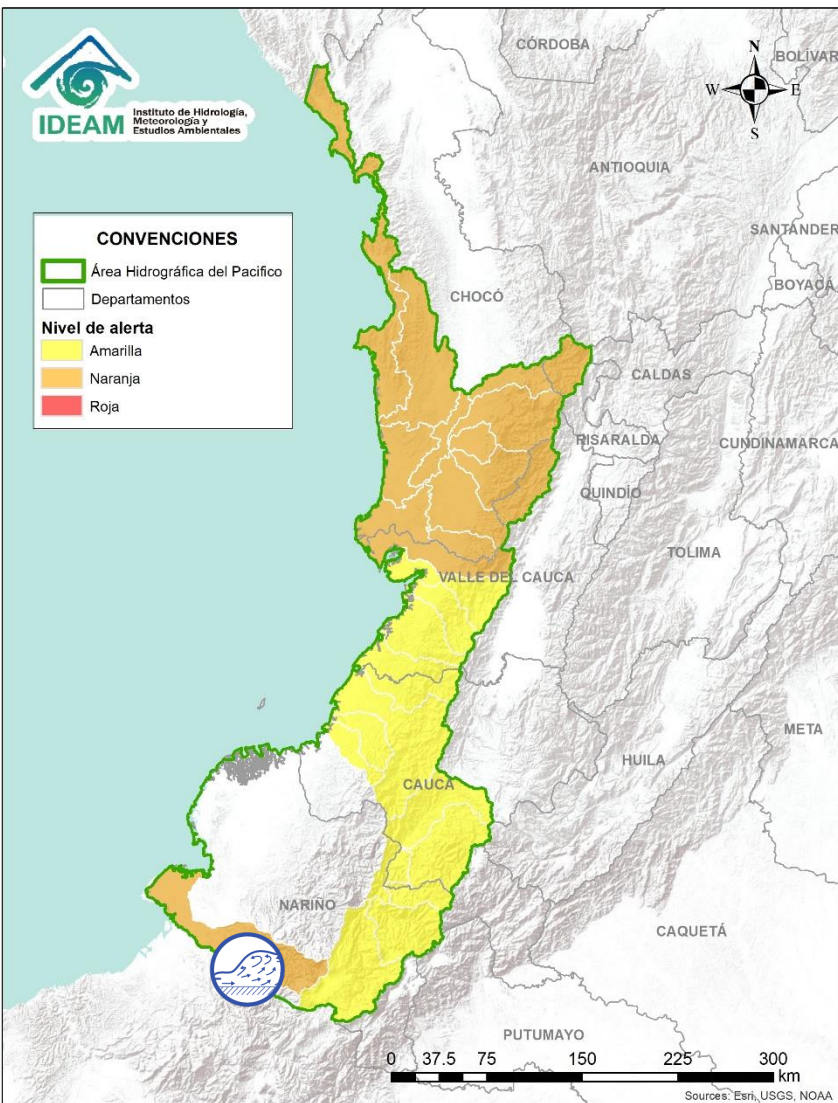 IDEAM
Instituto de Hidrología,
Meteorología y
Estudios Ambientales
CÓRDOBA
BOLÍVAR
N
W
E
S
ANTIOQUIA
SANTANDER
BOYACÁ
CONVENCIONES
Área Hidrográfica del Pacifico
Departamentos
Nivel de alerta
Amarilla
Naranja
Roja
CHOCÓ
CALDAS
RISARALDA
CUNDINAMARCA
QUINDÍO
TOLIMA
VALLE DEL CAUCA
META
HUILA
CAUCA
NARIÑO
CAQUETÁ
PUTUMAYO
0 37.5 75 150 225 300
km
Sources: Esri, USGS, NOAA